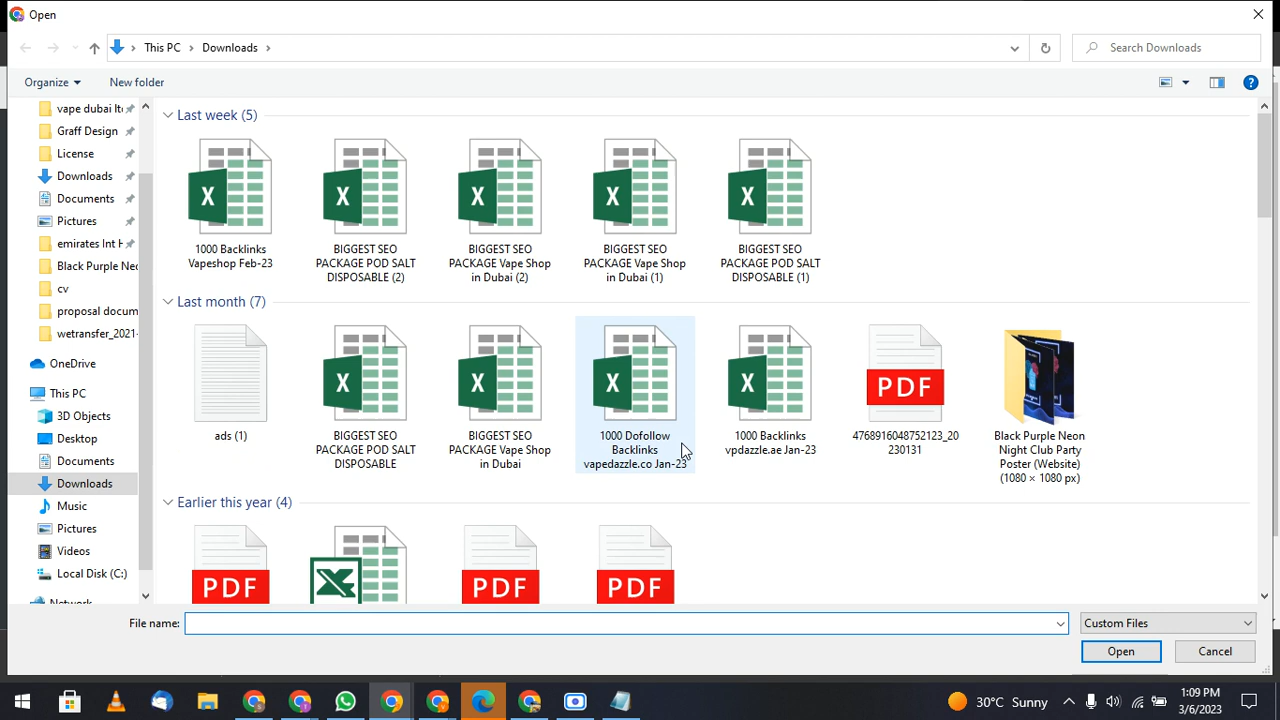 Open
This PC
Downloads
Search Downloads
Organize
New folder
vape dubai lt
Graff Design
License
Downloads
Documents
Pictures
emirates Int H
Black Purple Neo
cv
proposal docum
wetransfer_2021-
OneDrive
This PC
3D Objects
Desktop
Documents
Downloads
Music
Pictures
Videos
Local Disk (C:)
Network
Last week (5)
1000 Backlinks
Vapeshop Feb-23
BIGGEST SEO
PACKAGE POD SALT
DISPOSABLE (2)
BIGGEST SEO
PACKAGE Vape Shop
in Dubai (2)
BIGGEST SEO
PACKAGE Vape Shop
in Dubai (1)
BIGGEST SEO
PACKAGE POD SALT
DISPOSABLE (1)
Last month (7)
ads (1)
BIGGEST SEO
PACKAGE POD SALT
DISPOSABLE
BIGGEST SEO
PACKAGE Vape Shop
in Dubai
1000 Dofollow
Backlinks
vapedazzle.co Jan-23
1000 Backlinks
vpdazzle.ae Jan-23
PDF
4768916048752123_20
230131
Black Purple Neon
Night Club Party
Poster (Website)
(1080 × 1080 px)
Earlier this year (4)
PDF
PDF
PDF
File name:
Custom Files
Open
Cancel
30°C Sunny
1:09 PM
3/6/2023